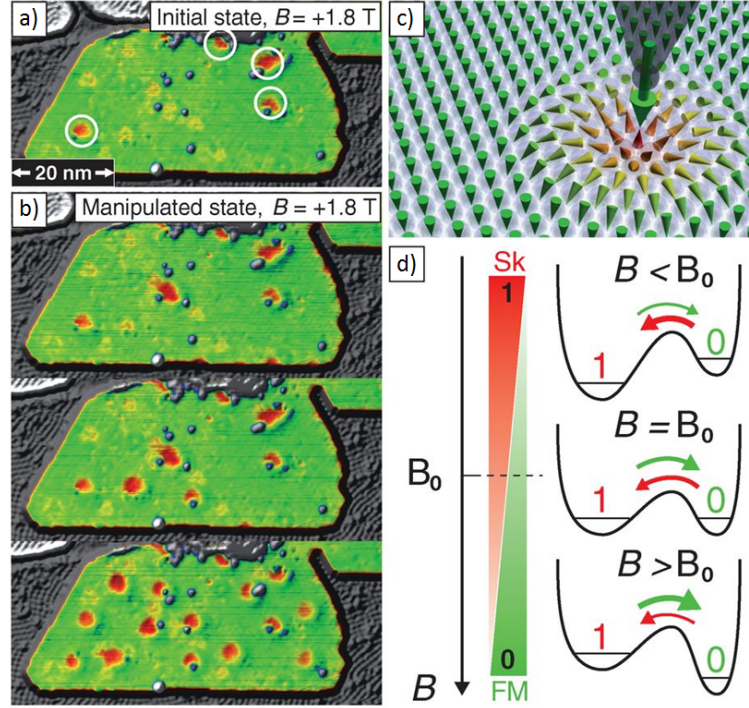 a)
Initial state, B = +1.8 T
20 nm
b)
Manipulated state, B = +1.8 T
c)
d)
Sk
1
B₀
0
B
FM
B < B₀
1
0
B = B₀
1
0
B > B₀
1
0